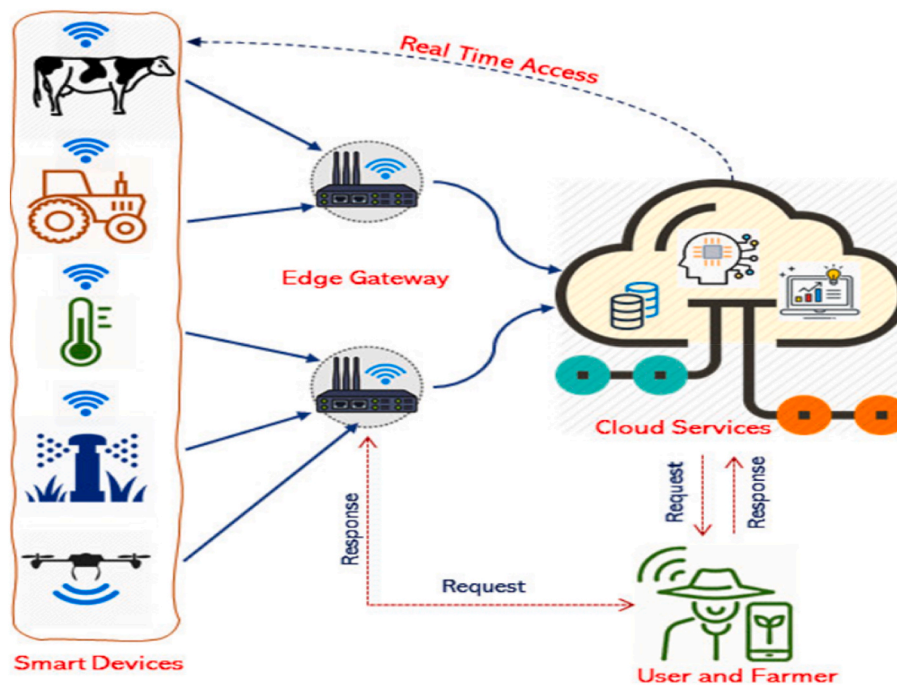 Real Time Access
Edge Gateway
Cloud Services
Request
Response
Response
Request
Smart Devices
User and Farmer